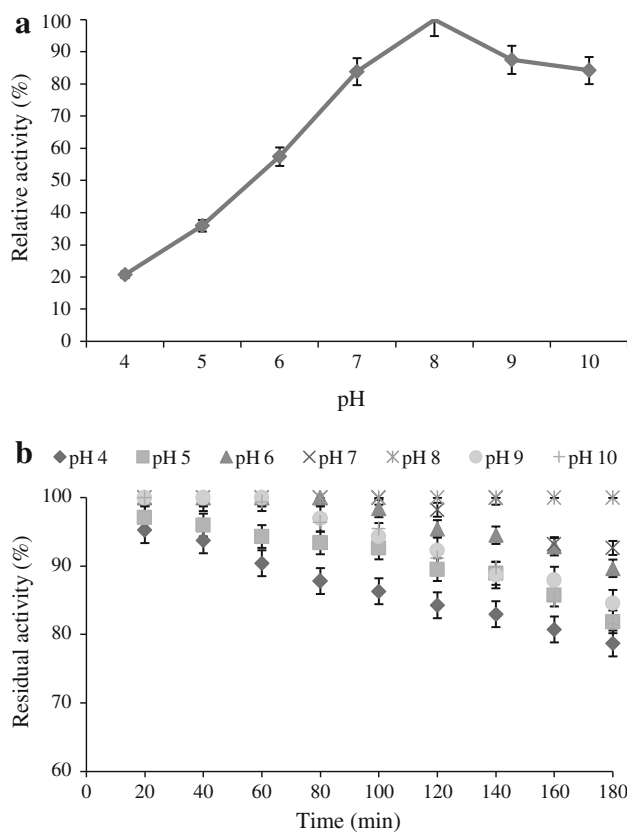 a
Relative activity (%)
100
90
80
70
60
50
40
30
20
10
0
4 5 6 7 8 9 10
pH
b
pH 4 pH 5 pH 6 pH 7 pH 8 pH 9 pH 10
Residual activity (%)
100
90
80
70
60
0 20 40 60 80 100 120 140 160 180
Time (min)